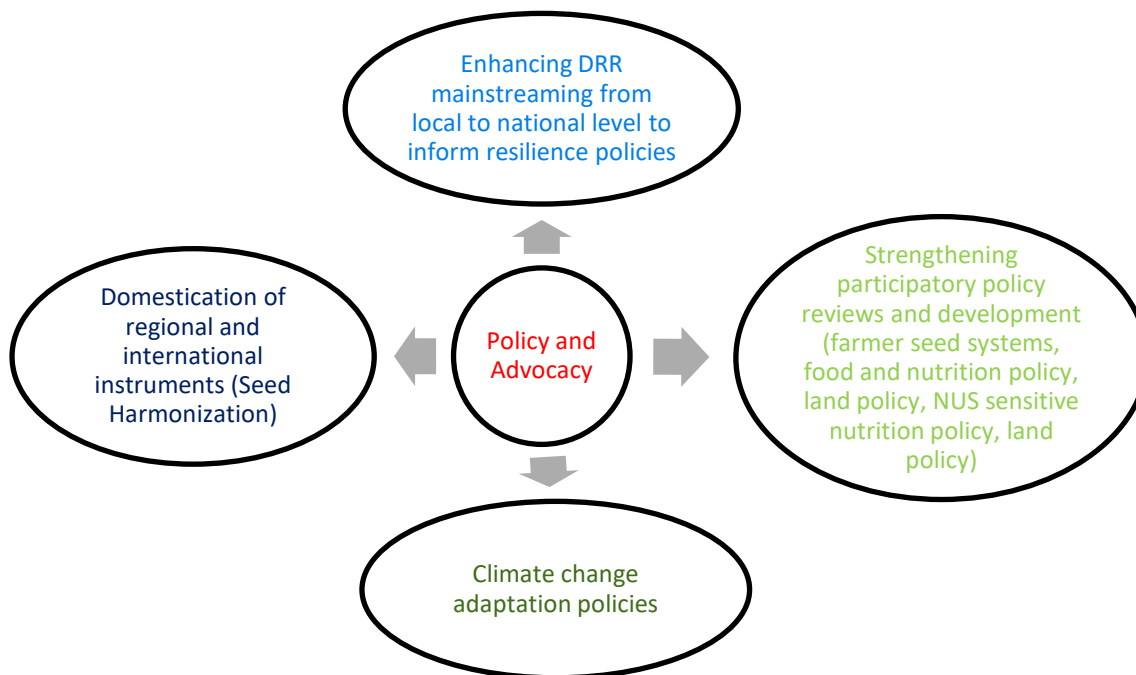 Enhancing DRR
mainstreaming from
local to national level to
inform resilience policies
Domestication of
regional and
international
instruments (Seed
Harmonization)
Policy and
Advocacy
Strengthening
participatory policy
reviews and development
(farmer seed systems,
food and nutrition policy,
land policy, NUS sensitive
nutrition policy, land
policy)
Climate change
adaptation policies